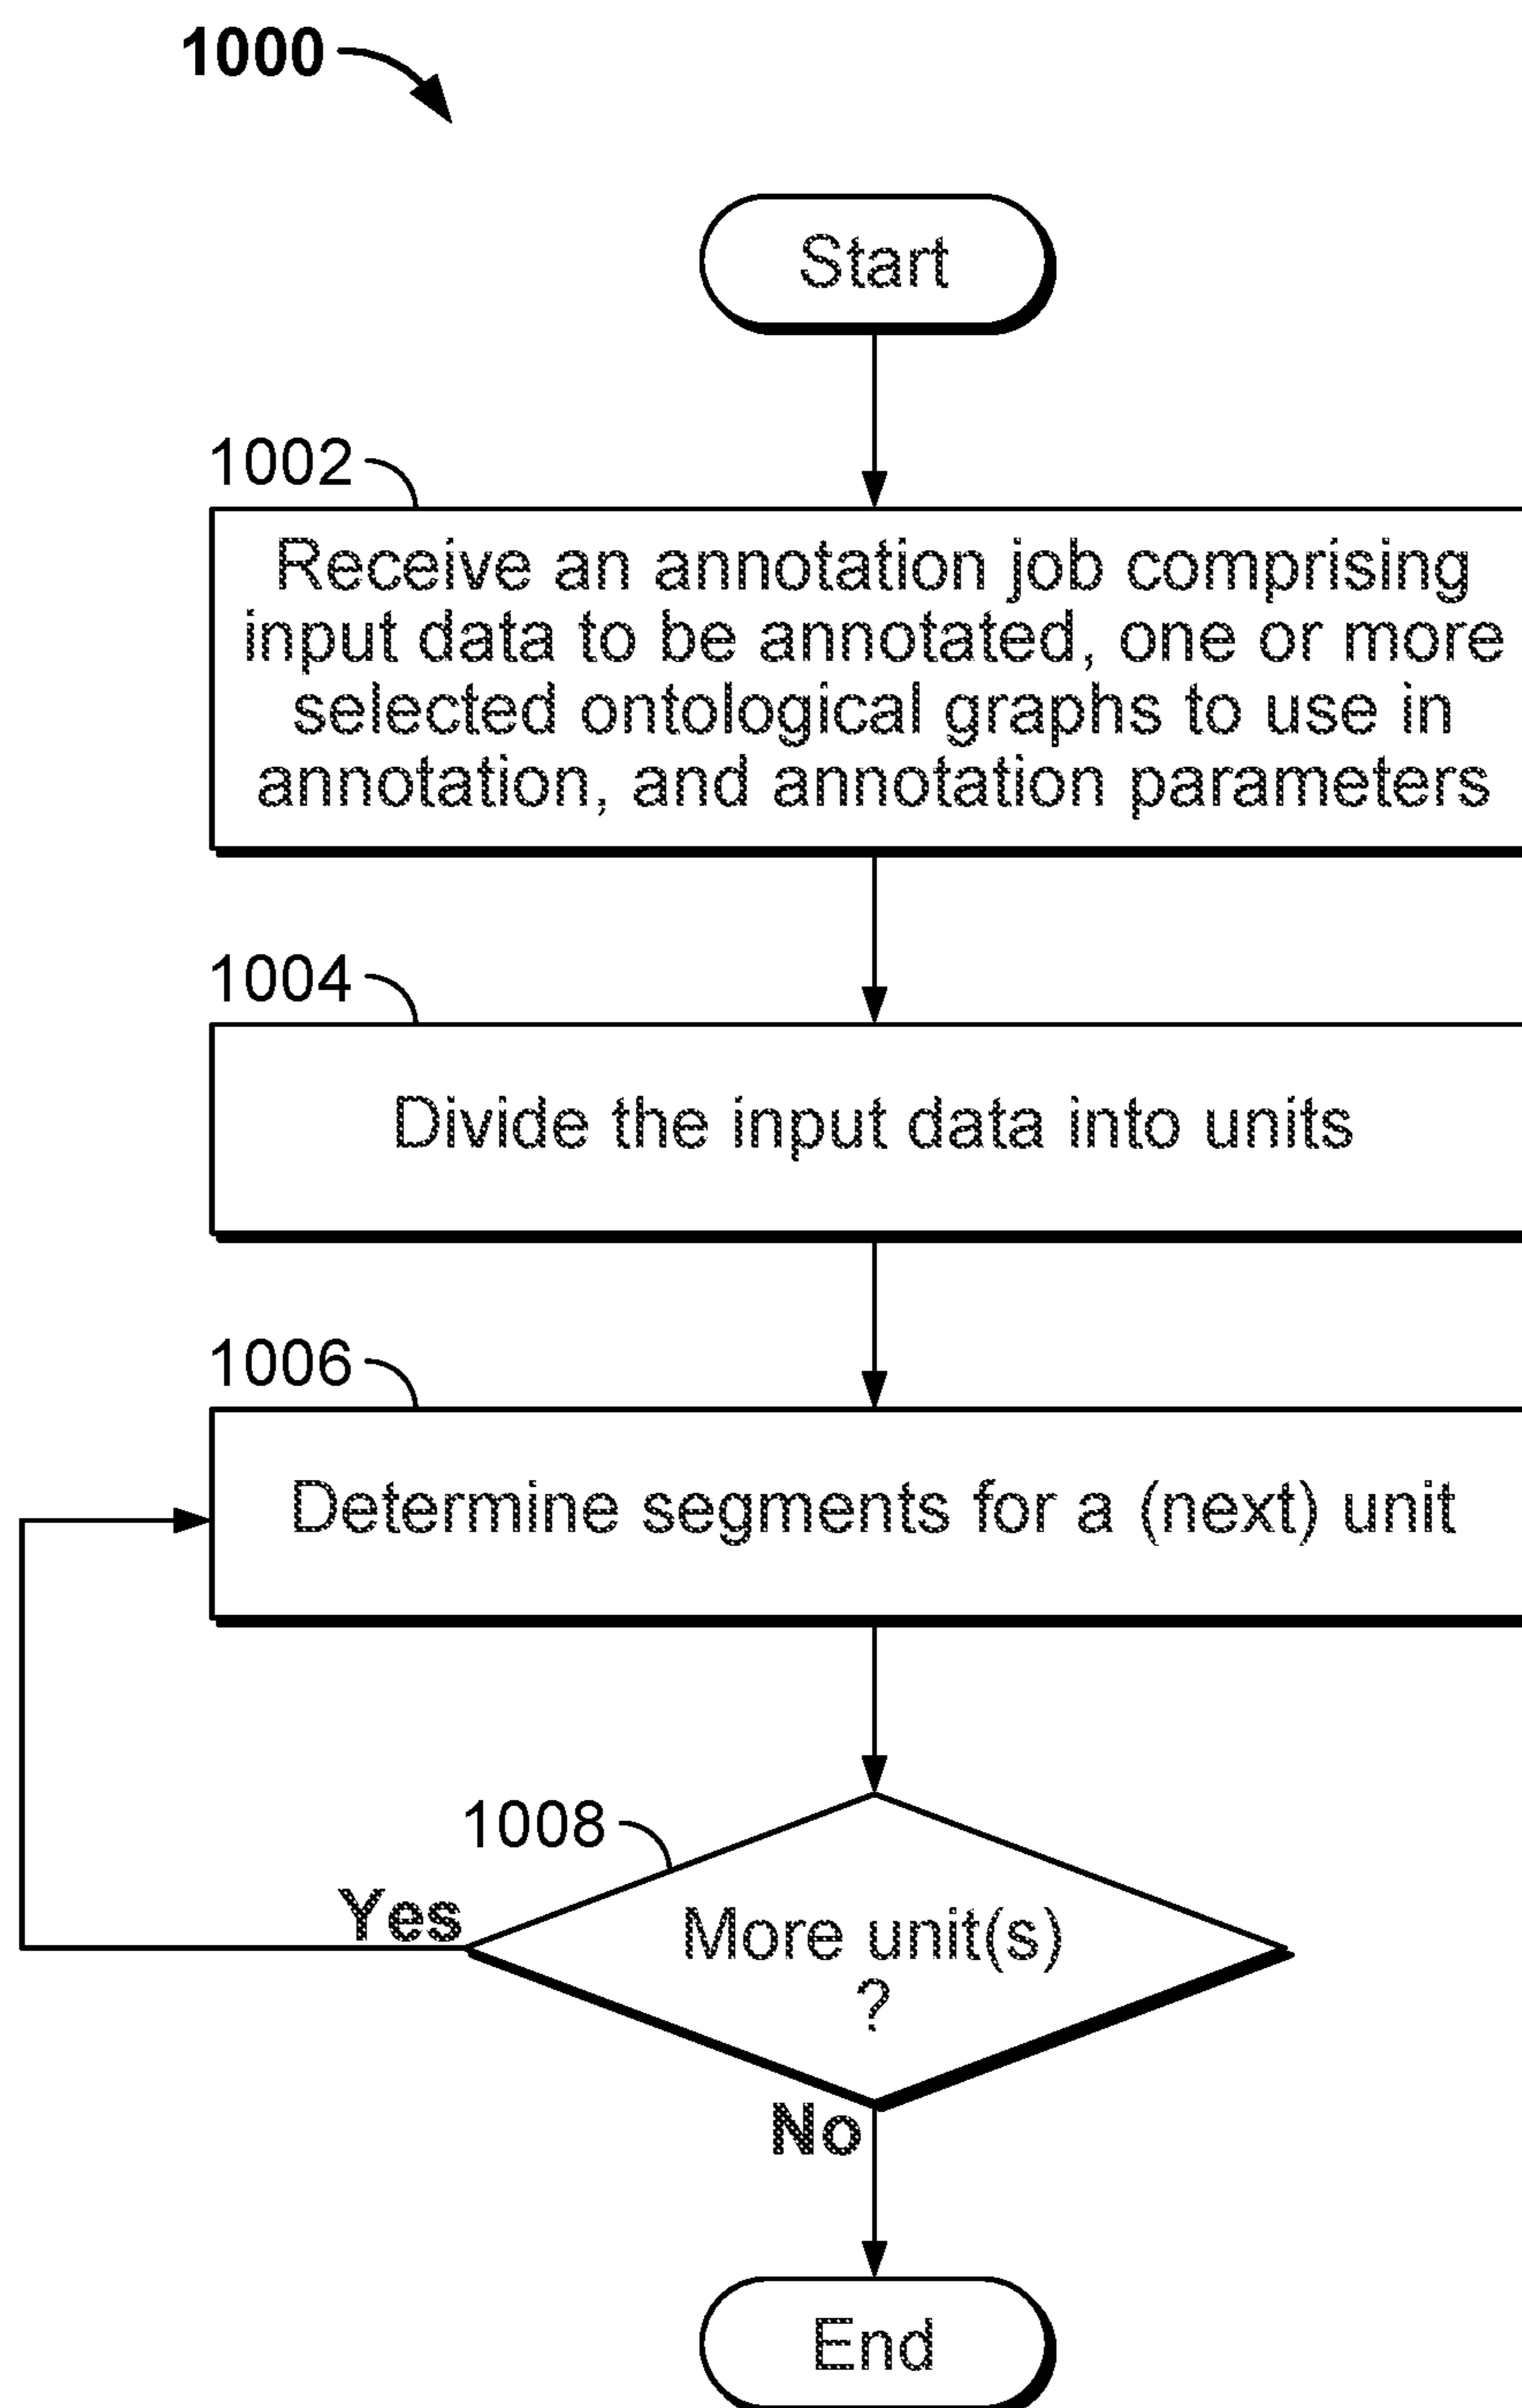 1000
Start
1002
Receive an annotation job comprising
input data to be annotated, one or more
selected ontological graphs to use in
annotation, and annotation parameters
1004
Divide the input data into units
1006
Determine segments for a (next) unit
1008
Yes
More unit(s)
?
No
End